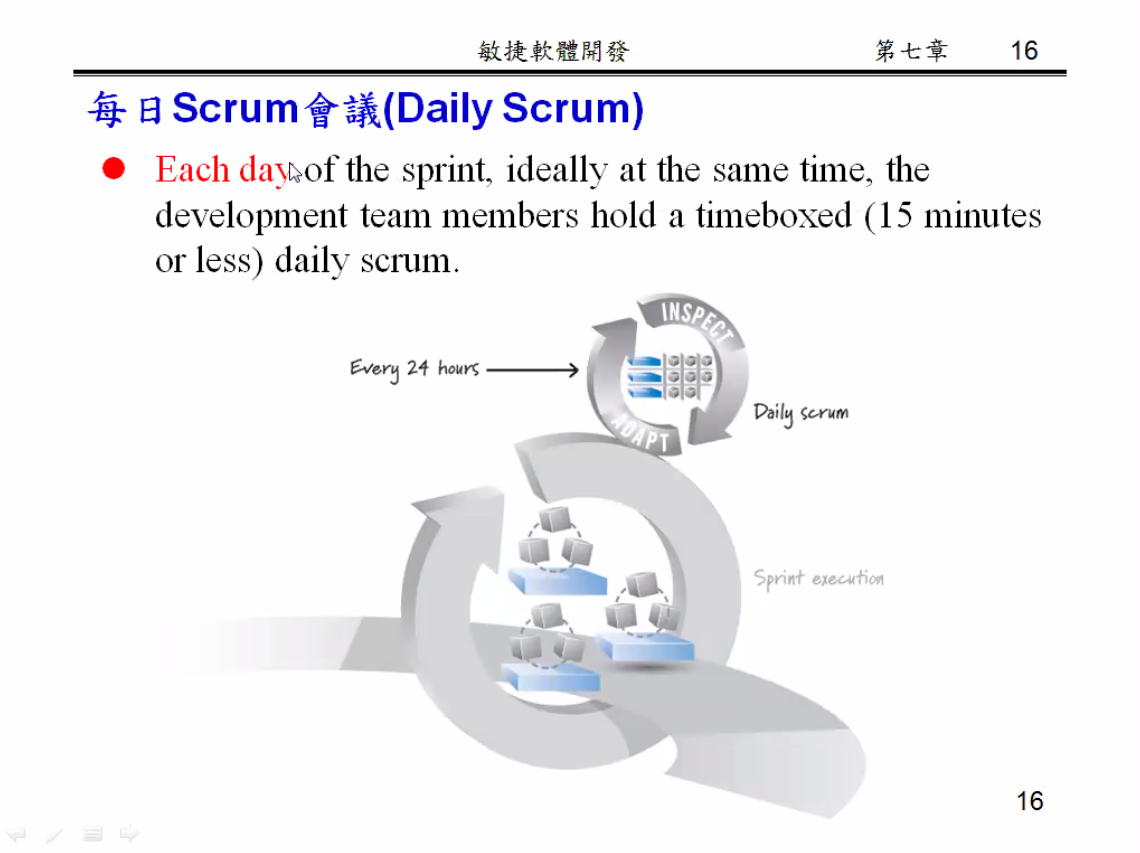 敏捷軟體開發 第七章 16
每日Scrum會議(Daily Scrum)
Each day of the sprint, ideally at the same time, the
development team members hold a timeboxed (15 minutes
or less) daily scrum.
INSPECT
Every 24 hours
Daily scrum
ADAPT
Sprint execution
16